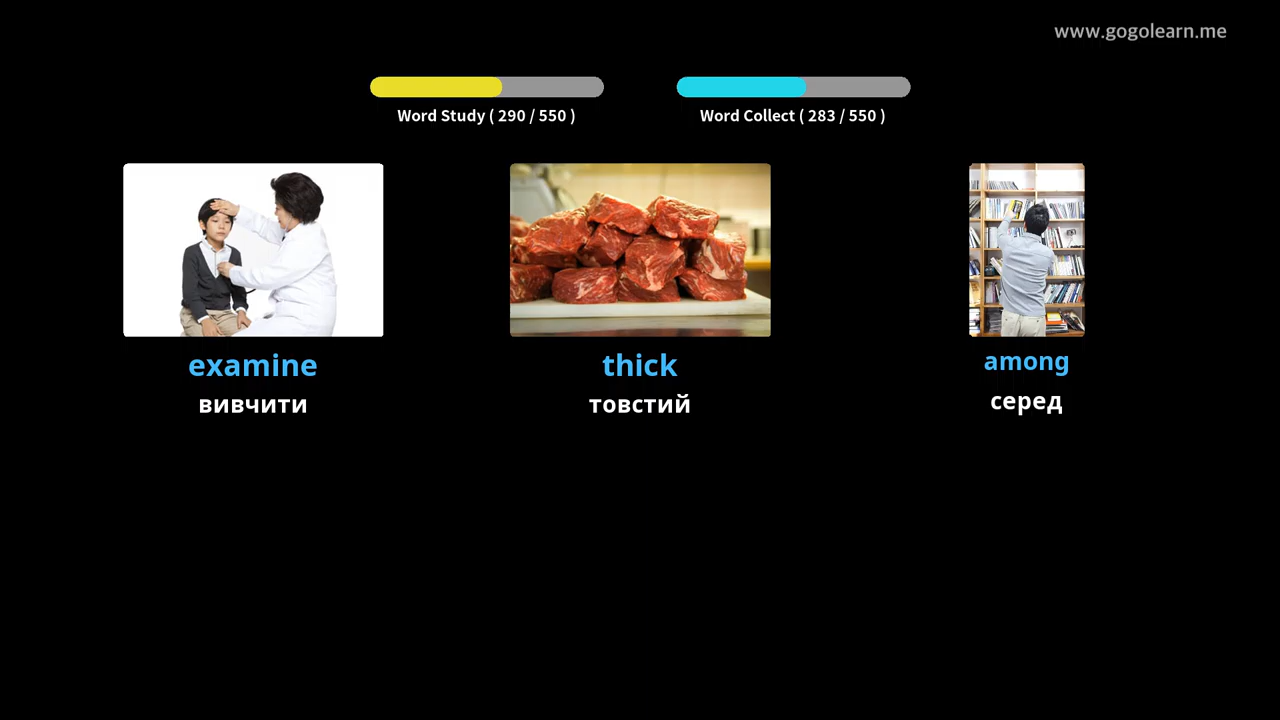 www.gogolearn.me
Word Study ( 290 / 550 )
Word Collect ( 283 / 550 )
examine
thick
among
вивчити
товстий
серед